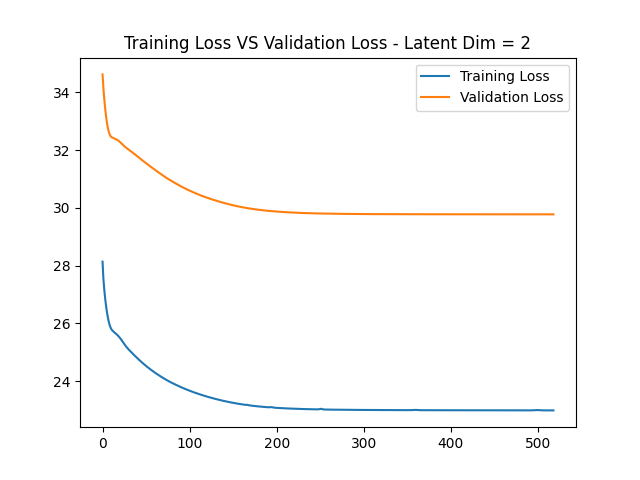 Training Loss VS Validation Loss - Latent Dim = 2
Training Loss
Validation Loss
34
32
30
28
26
24
0 100 200 300 400 500